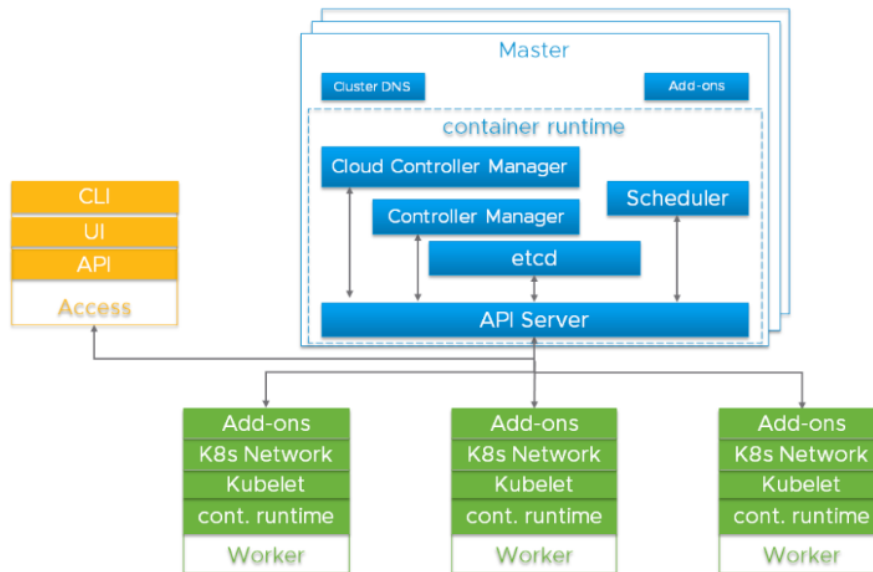 Master
Cluster DNS
Add-ons
container runtime
Cloud Controller Manager
Scheduler
Controller Manager
etcd
API Server
CLI
UI
API
Access
Add-ons
K8s Network
Kubelet
cont. runtime
Worker
Add-ons
K8s Network
Kubelet
cont. runtime
Worker
Add-ons
K8s Network
Kubelet
cont. runtime
Worker